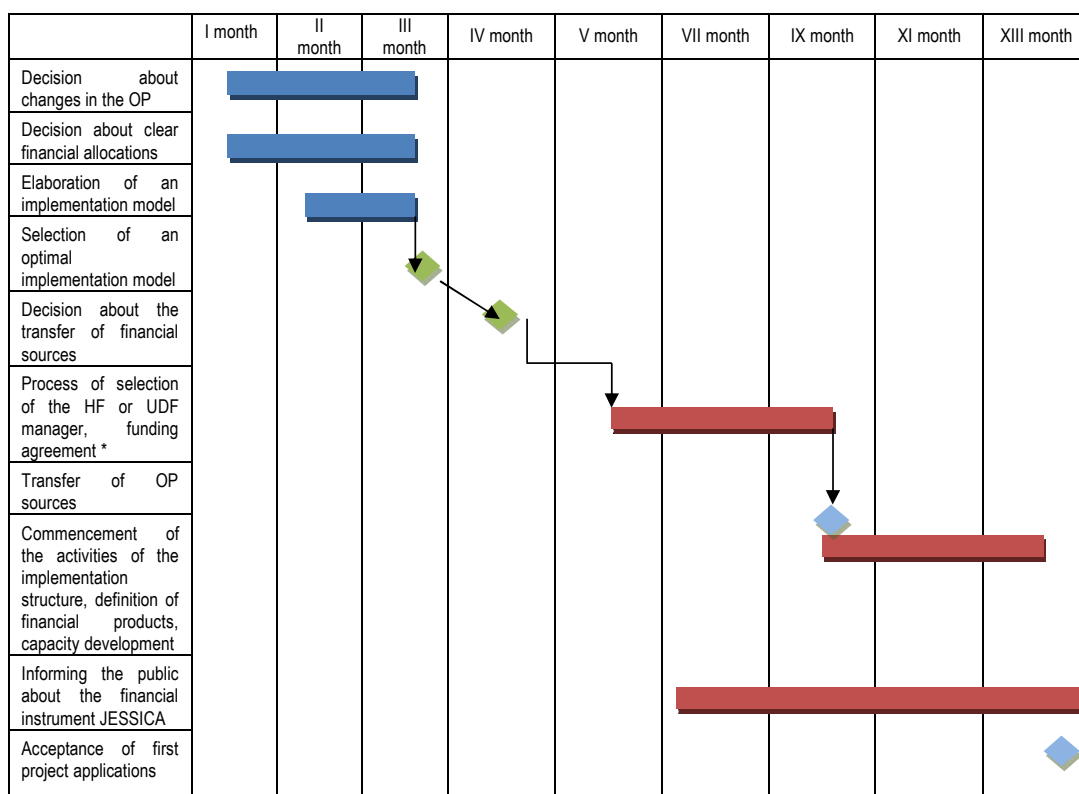 I month
II
month
III
month
IV month
V month
VII month
IX month
XI month
XIII month
Decision about
changes in the OP
Decision about clear
financial allocations
Elaboration of an
implementation model
Selection of an
optimal
implementation model
Decision about the
transfer of financial
sources
Process of selection
of the HF or UDF
manager, funding
agreement *
Transfer of OP
sources
Commencement of
the activities of the
implementation
structure, definition of
financial products,
capacity development
Informing the public
about the financial
instrument JESSICA
Acceptance of first
project applications